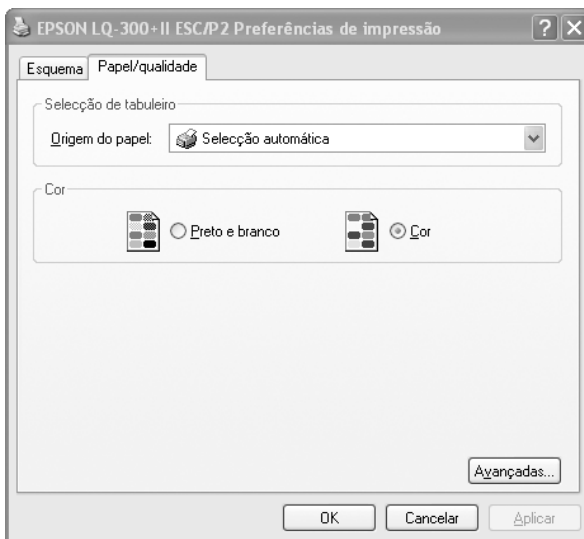 EPSON LQ-300+II ESC/P2 Preferências de impressão
Esquema Papel/qualidade
Selecção de tabuleiro
Origem do papel: Selecção automática
Cor
Preto e branco Cor
Avançadas...
OK Cancelar Aplicar